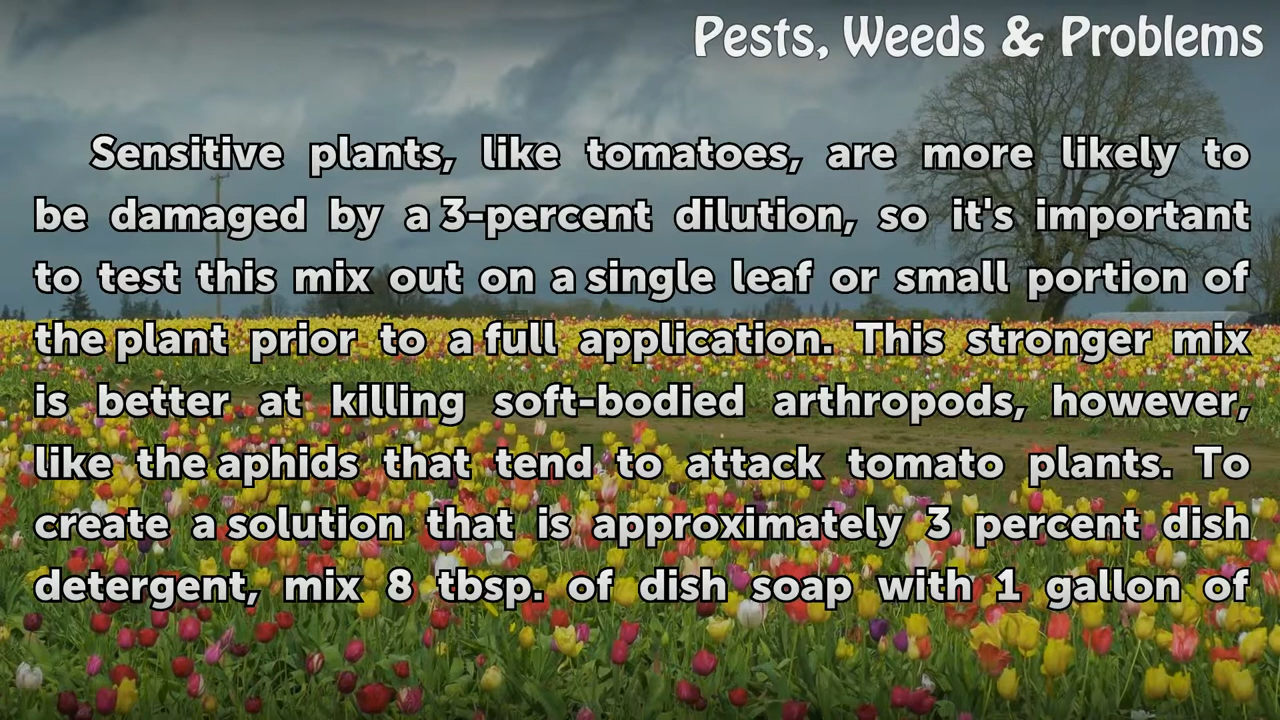 Pests, Weeds & Problems
Sensitive plants, like tomatoes, are more likely to
be damaged by a 3-percent dilution, so it's important
to test this mix out on a single leaf or small portion of
the plant prior to a full application. This stronger mix
is better at killing soft-bodied arthropods, however,
like the aphids that tend to attack tomato plants. To
create a solution that is approximately 3 percent dish
detergent, mix 8 tbsp. of dish soap with 1 gallon of